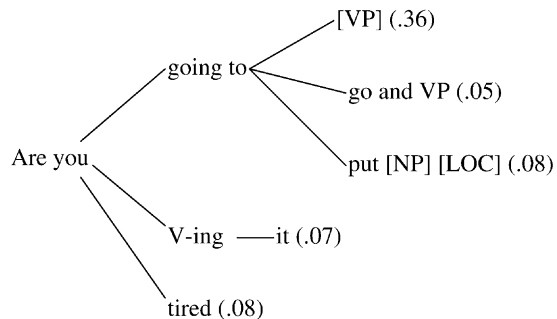 [VP] (.36)
going to
go and VP (.05)
Are you
put [NP] [LOC] (.08)
V-ing
it (.07)
tired (.08)